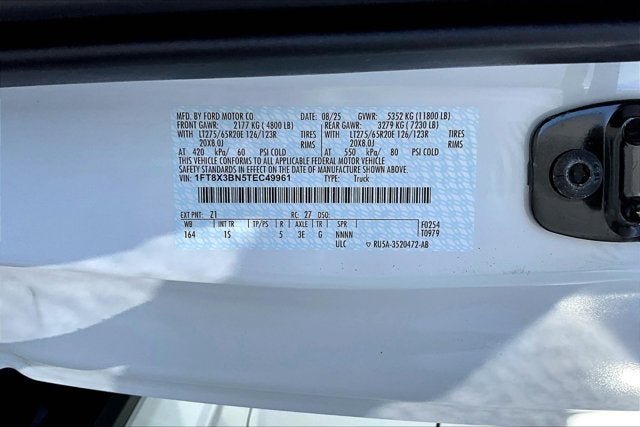 MFD. BY FORD MOTOR CO. DATE: 08/25 GVWR: 5352 KG (11800 LB)
FRONT GAWR: 2177 KG (4800 LB) REAR GAWR: 3279 KG (7230 LB)
WITH LT275/65R20E 126/123R TIRES WITH LT275/65R20E 126/123R TIRES
20X8.0J RIMS 20X8.0J RIMS
AT 420 kPa/ 60 PSI COLD AT 550 kPa/ 80 PSI COLD
THIS VEHICLE CONFORMS TO ALL APPLICABLE FEDERAL MOTOR VEHICLE
SAFETY STANDARDS IN EFFECT ON THE DATE OF MANUFACTURE SHOWN ABOVE.
VIN: 1FT8X3BN5TEC49961 TYPE: Truck
EXT PNT: Z1 RC: 27 DSO:
WB INT TR TP/PS R AXLE TR SPR F0254
164 1S 5 3E G NNNN T0979
ULC RU5A-3520472-AB